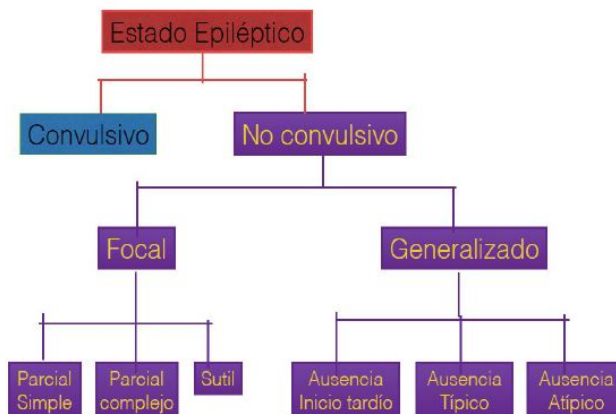 Estado Epiléptico
Convulsivo
No convulsivo
Focal
Generalizado
Parcial
Simple
Parcial
complejo
Sutil
Ausencia
Inicio tardío
Ausencia
Típico
Ausencia
Atípico